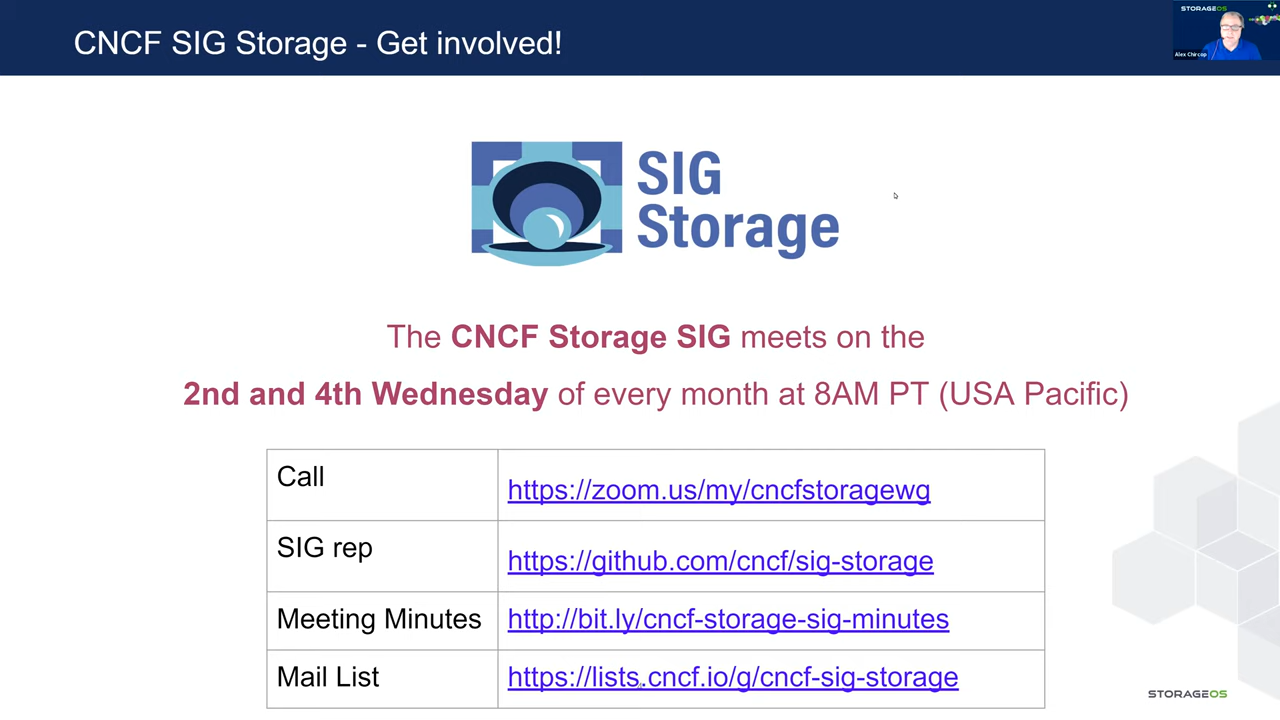 CNCF SIG Storage - Get involved!
STORAGEOS
Alex Chircop
SIG
Storage
The CNCF Storage SIG meets on the
2nd and 4th Wednesday of every month at 8AM PT (USA Pacific)
Call https://zoom.us/my/cncfstoragewg
SIG rep https://github.com/cncf/sig-storage
Meeting Minutes http://bit.ly/cncf-storage-sig-minutes
Mail List https://lists.cncf.io/g/cncf-sig-storage
STORAGEOS